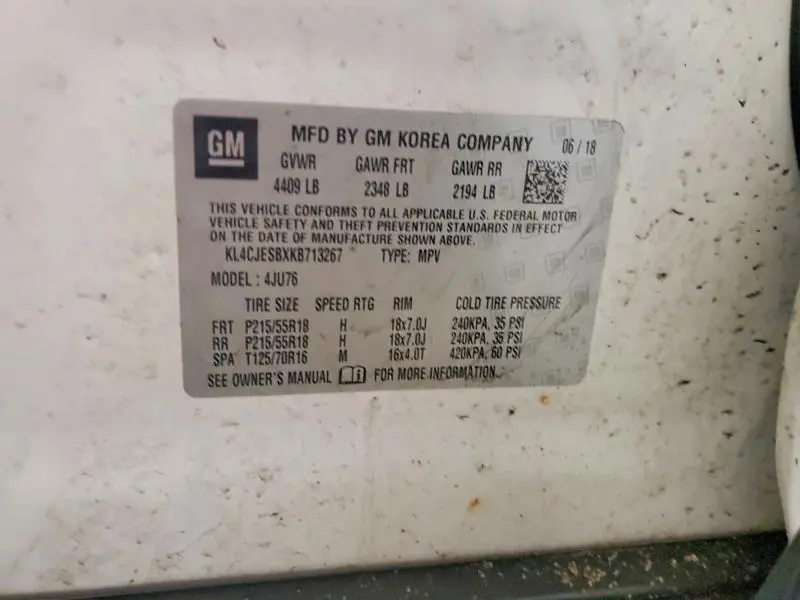 GM
MFD BY GM KOREA COMPANY 06/18
GVWR GAWR FRT GAWR RR
4409 LB 2348 LB 2194 LB
THIS VEHICLE CONFORMS TO ALL APPLICABLE U.S. FEDERAL MOTOR
VEHICLE SAFETY AND THEFT PREVENTION STANDARDS IN EFFECT
ON THE DATE OF MANUFACTURE SHOWN ABOVE.
KL4CJESBXKB713267 TYPE: MPV
MODEL: 4JU76
TIRE SIZE SPEED RTG RIM COLD TIRE PRESSURE
FRT P215/55R18 H 18x7.0J 240KPA, 35 PSI
RR P215/55R18 H 18x7.0J 240KPA, 35 PSI
SPA T125/70R16 M 16x4.0T 420KPA, 60 PSI
SEE OWNER'S MANUAL FOR MORE INFORMATION.